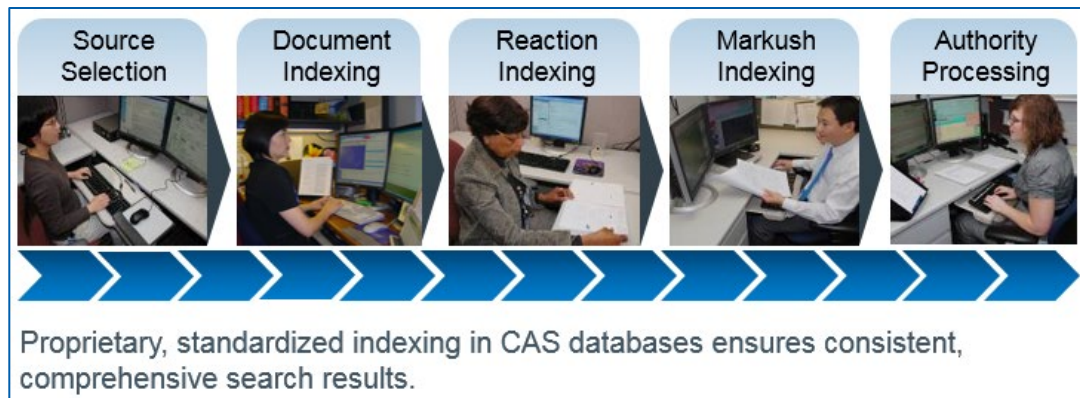 Source
Selection
Document
Indexing
Reaction
Indexing
Markush
Indexing
Authority
Processing
Proprietary, standardized indexing in CAS databases ensures consistent,
comprehensive search results.